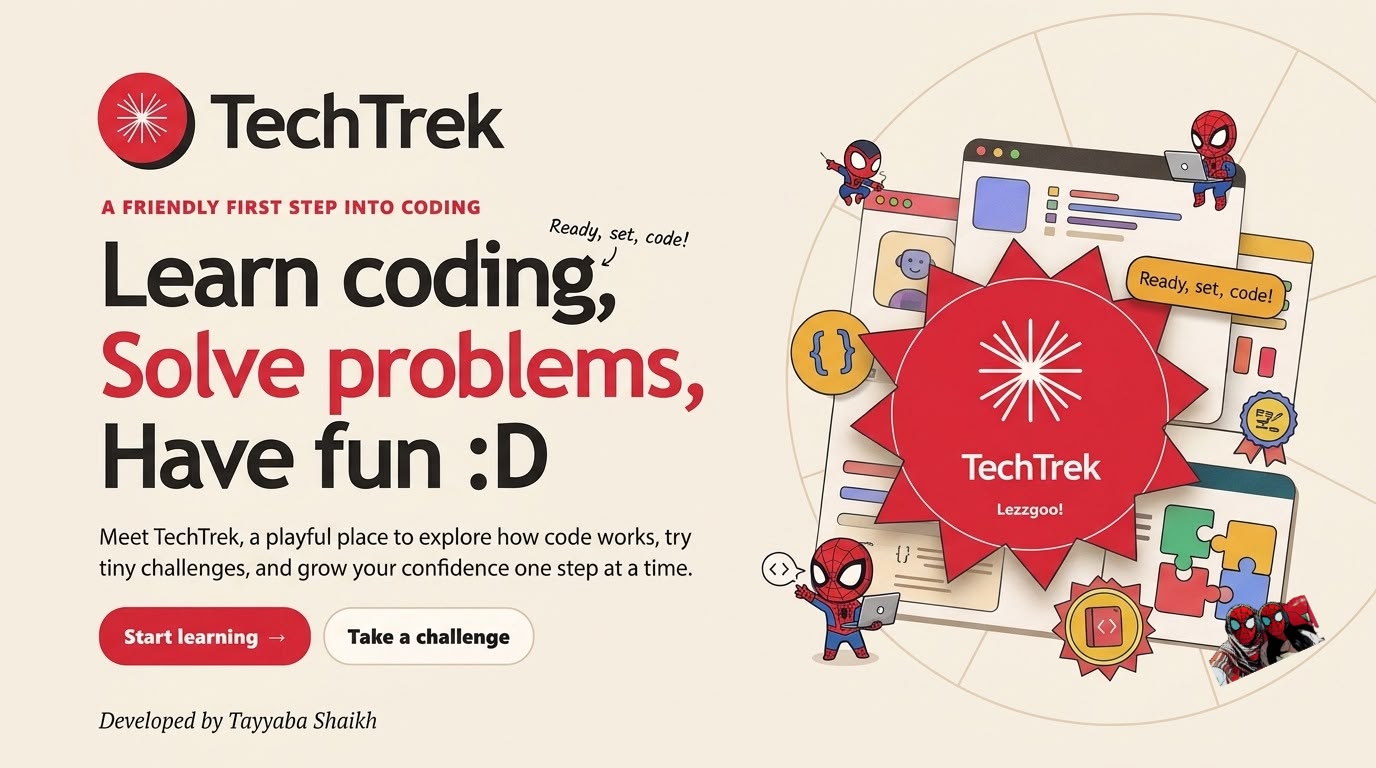 TechTrek
A FRIENDLY FIRST STEP INTO CODING
Ready, set, code!
Learn coding,
Solve problems,
Have fun :D
Meet TechTrek, a playful place to explore how code works, try
tiny challenges, and grow your confidence one step at a time.
Start learning →
Take a challenge
Developed by Tayyaba Shaikh
Ready, set, code!
{ }
TechTrek
Lezzgoo!
{ }
< >
< >